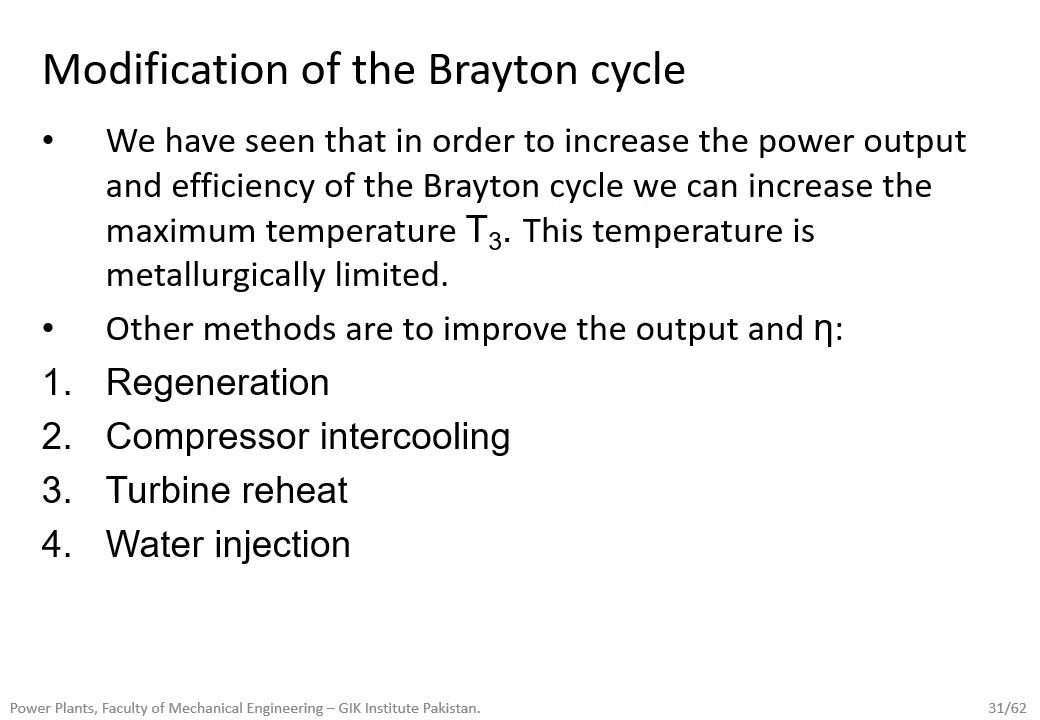 Modification of the Brayton cycle
• We have seen that in order to increase the power output
and efficiency of the Brayton cycle we can increase the
maximum temperature T₃. This temperature is
metallurgically limited.
• Other methods are to improve the output and η:
1. Regeneration
2. Compressor intercooling
3. Turbine reheat
4. Water injection
Power Plants, Faculty of Mechanical Engineering – GIK Institute Pakistan.
31/62